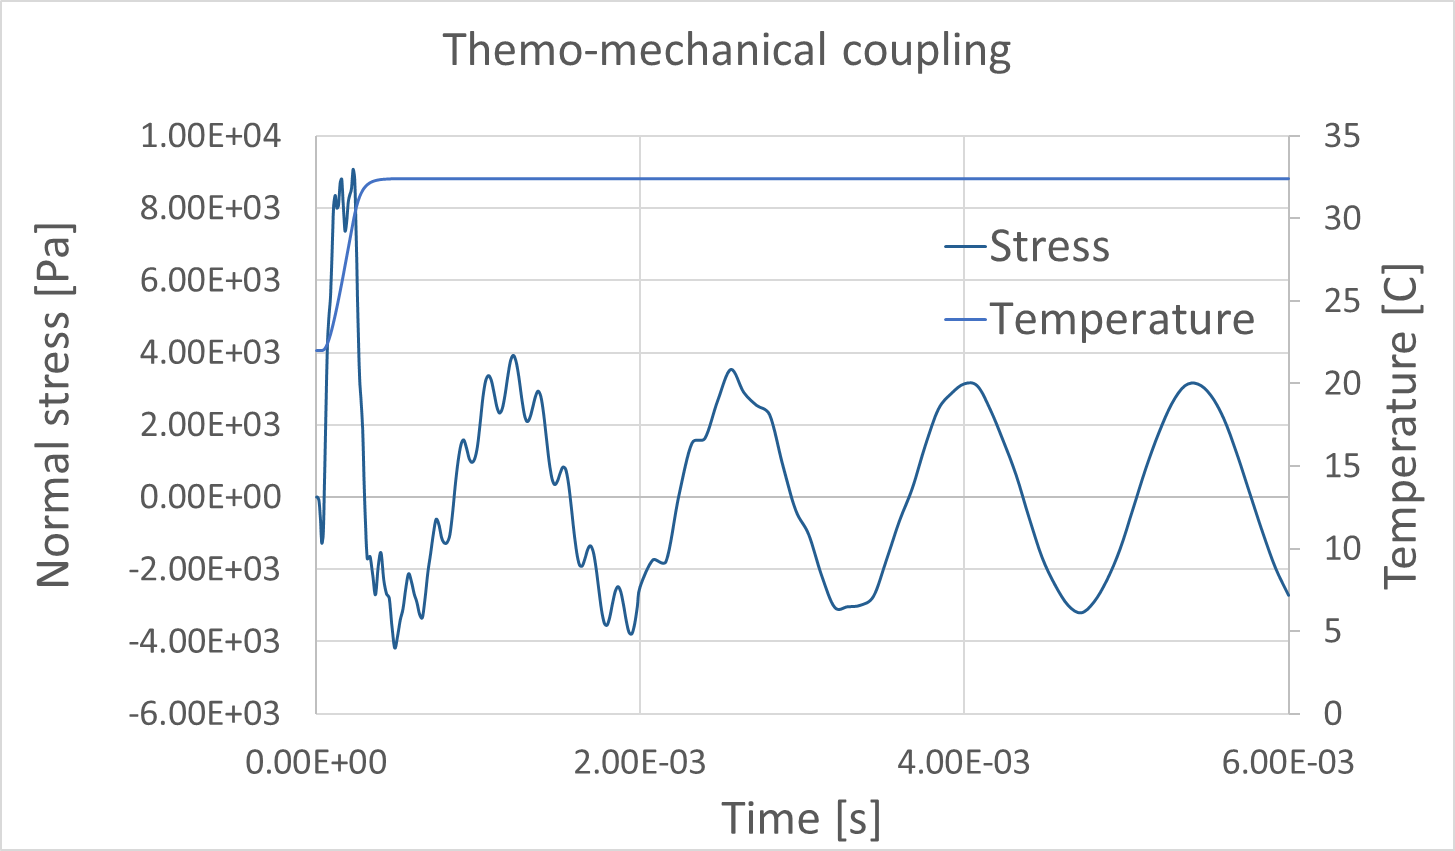 Themo-mechanical coupling
1.00E+04
8.00E+03
6.00E+03
4.00E+03
2.00E+03
0.00E+00
-2.00E+03
-4.00E+03
-6.00E+03
Normal stress [Pa]
Stress
Temperature
35
30
25
20
15
10
5
0
Temperature [C]
0.00E+00 2.00E-03 4.00E-03 6.00E-03
Time [s]